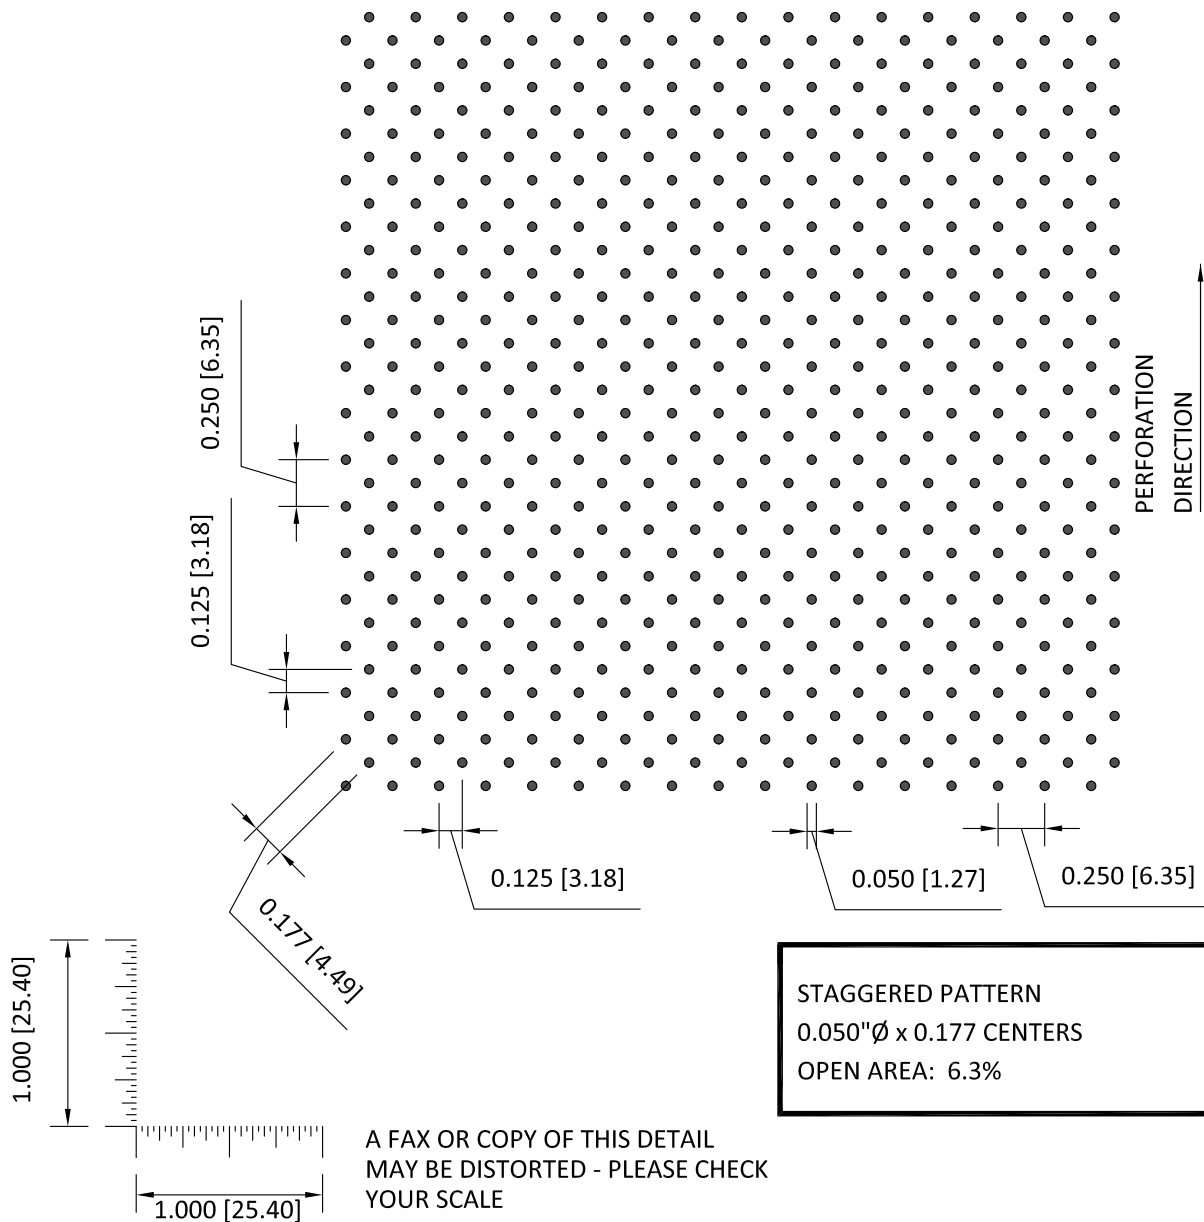 0.250 [6.35]
PERFORATION
DIRECTION
0.125 [3.18]
0.125 [3.18]
0.050 [1.27]
0.250 [6.35]
0.177 [4.49]
1.000 [25.40]
STAGGERED PATTERN
0.050"Ø x 0.177 CENTERS
OPEN AREA: 6.3%
A FAX OR COPY OF THIS DETAIL
MAY BE DISTORTED - PLEASE CHECK
YOUR SCALE
1.000 [25.40]